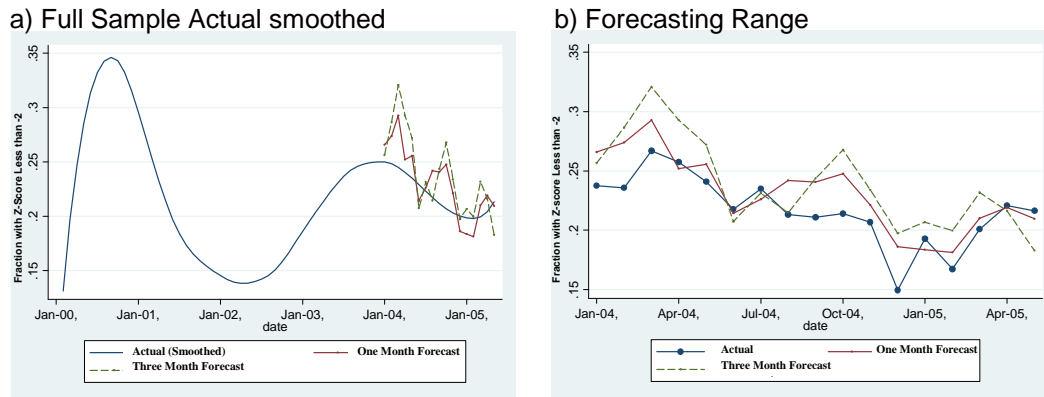 a) Full Sample Actual smoothed
Fraction with Z-Score Less than -2
.35
.3
.25
.2
.15
Jan-00, Jan-01, Jan-02, Jan-03, Jan-04, Jan-05,
date
Actual (Smoothed) One Month Forecast
Three Month Forecast
b) Forecasting Range
Fraction with Z-score Less than -2
.35
.3
.25
.2
.15
Jan-04, Apr-04, Jul-04, Oct-04, Jan-05, Apr-05,
date
Actual One Month Forecast
Three Month Forecast